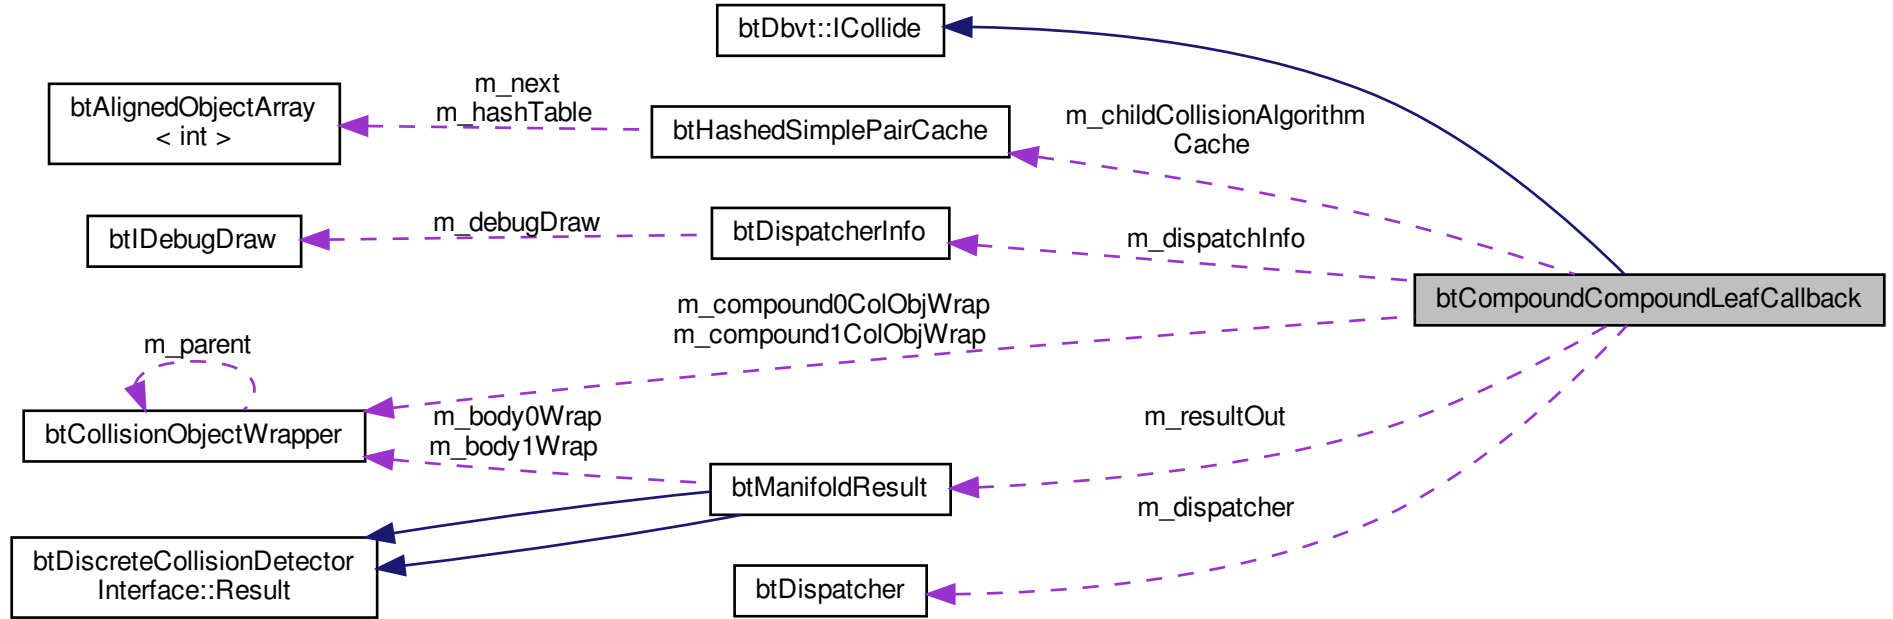 btDbvt::ICollide
m_next
m_hashTable
btAlignedObjectArray
< int >
btHashedSimplePairCache
m_childCollisionAlgorithm
Cache
btIDebugDraw
m_debugDraw
btDispatcherInfo
m_dispatchInfo
btCompoundCompoundLeafCallback
m_compound0ColObjWrap
m_compound1ColObjWrap
m_parent
btCollisionObjectWrapper
m_body0Wrap
m_body1Wrap
m_resultOut
btManifoldResult
m_dispatcher
btDiscreteCollisionDetector
Interface::Result
btDispatcher